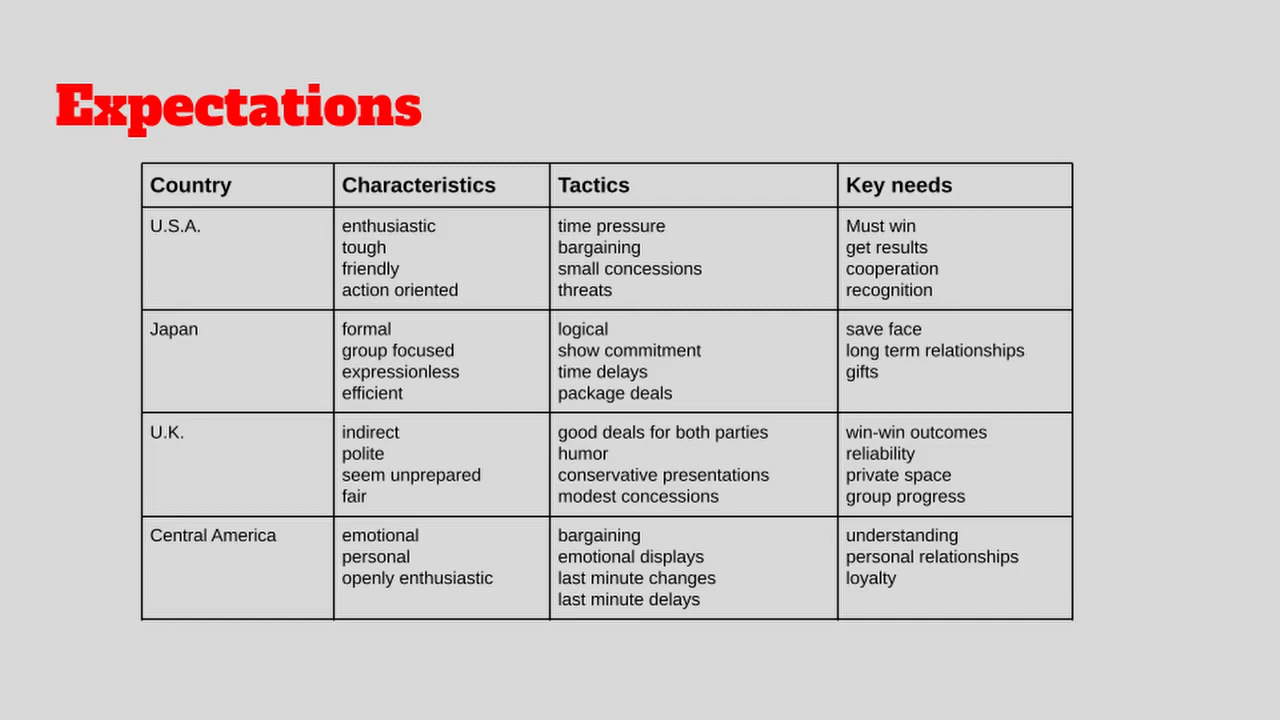 Expectations
Country Characteristics Tactics Key needs
U.S.A. enthusiastic time pressure Must win
tough bargaining get results
friendly small concessions cooperation
action oriented threats recognition
Japan formal logical save face
group focused show commitment long term relationships
expressionless time delays gifts
efficient package deals
U.K. indirect good deals for both parties win-win outcomes
polite humor reliability
seem unprepared conservative presentations private space
fair modest concessions group progress
Central America emotional bargaining understanding
personal emotional displays personal relationships
openly enthusiastic last minute changes loyalty
last minute delays